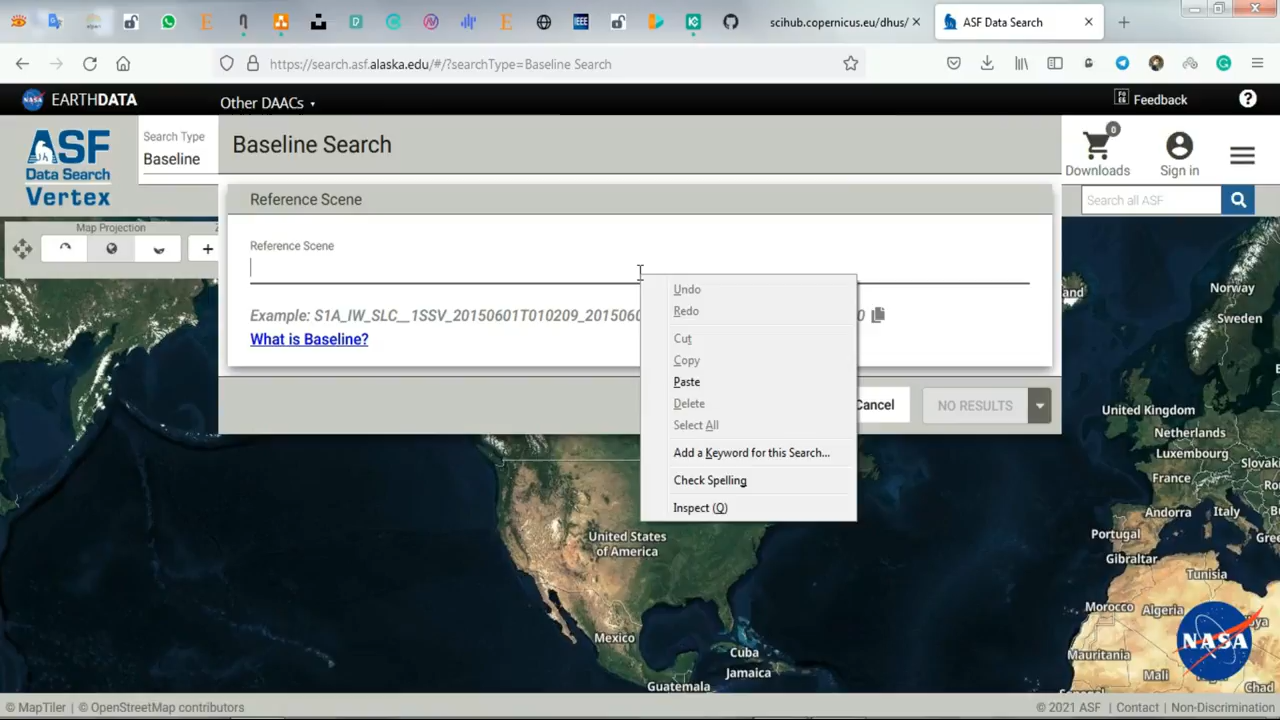 scihub.copernicus.eu/dhus/
ASF Data Search
https://search.asf.alaska.edu/#/?searchType=Baseline Search
NASA
EARTHDATA
Other DAACs
Feedback
ASF
Data Search
Vertex
Search Type
Baseline
Baseline Search
0
Downloads
Sign in
Search all ASF
Reference Scene
Map Projection
Reference Scene
Example: S1A_IW_SLC__1SSV_20150601T010209_2015060
0
What is Baseline?
Undo
Redo
Cut
Copy
Paste
Delete
Select All
Add a Keyword for this Search...
Check Spelling
Inspect (Q)
Cancel
NO RESULTS
Norway
Sweden
United Kingdom
Netherlands
Luxembourg
France
Andorra
Italy
Portugal
Gibraltar
Tunisia
Morocco
Algeria
Mauritania
Mali
Chad
United States
of America
Mexico
Cuba
Jamaica
Guatemala
NASA
© MapTiler | © OpenStreetMap contributors
© 2021 ASF | Contact | Non-Discrimination